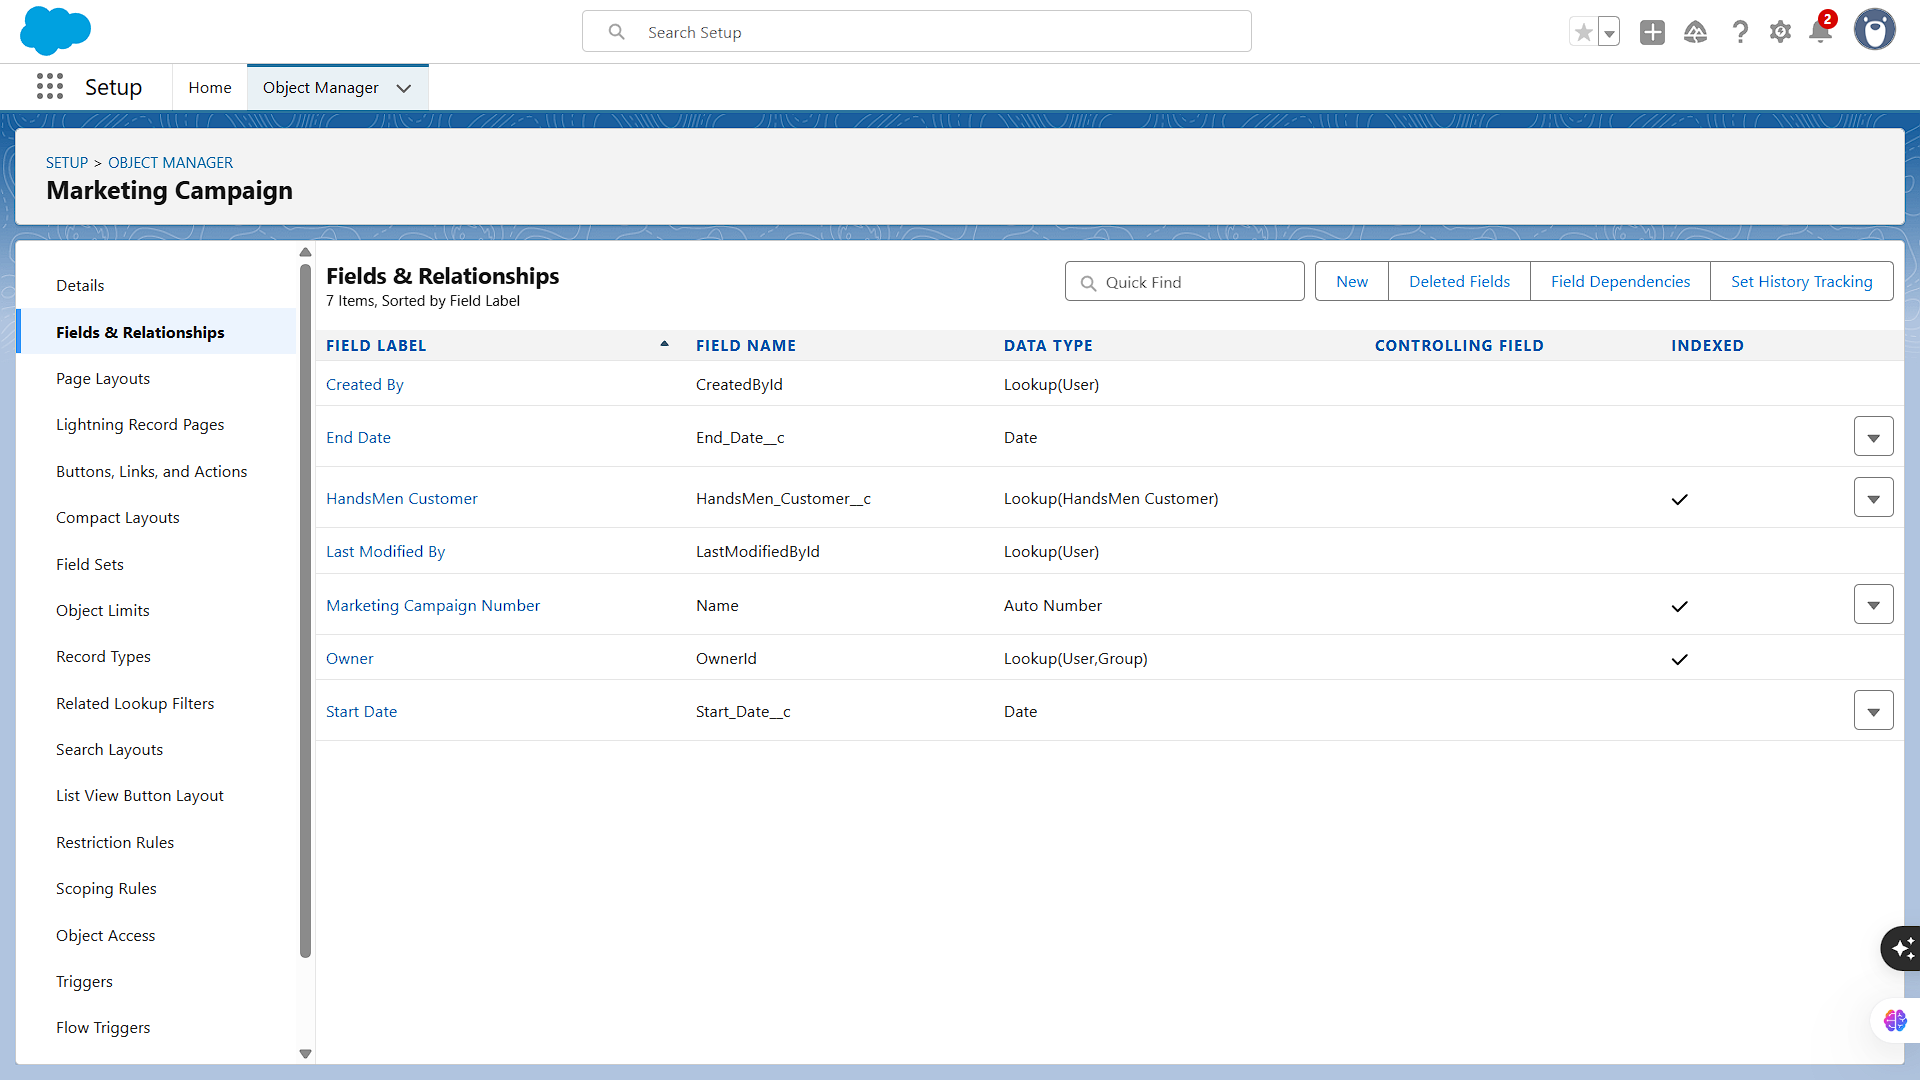 Search Setup
2
Setup
Home
Object Manager
SETUP > OBJECT MANAGER
Marketing Campaign
Details
Fields & Relationships
Page Layouts
Lightning Record Pages
Buttons, Links, and Actions
Compact Layouts
Field Sets
Object Limits
Record Types
Related Lookup Filters
Search Layouts
List View Button Layout
Restriction Rules
Scoping Rules
Object Access
Triggers
Flow Triggers
Fields & Relationships
7 Items, Sorted by Field Label
Quick Find
New
Deleted Fields
Field Dependencies
Set History Tracking
FIELD LABEL FIELD NAME DATA TYPE CONTROLLING FIELD INDEXED
Created By CreatedById Lookup(User)
End Date End_Date__c Date
HandsMen Customer HandsMen_Customer__c Lookup(HandsMen Customer)
Last Modified By LastModifiedById Lookup(User)
Marketing Campaign Number Name Auto Number
Owner OwnerId Lookup(User,Group)
Start Date Start_Date__c Date